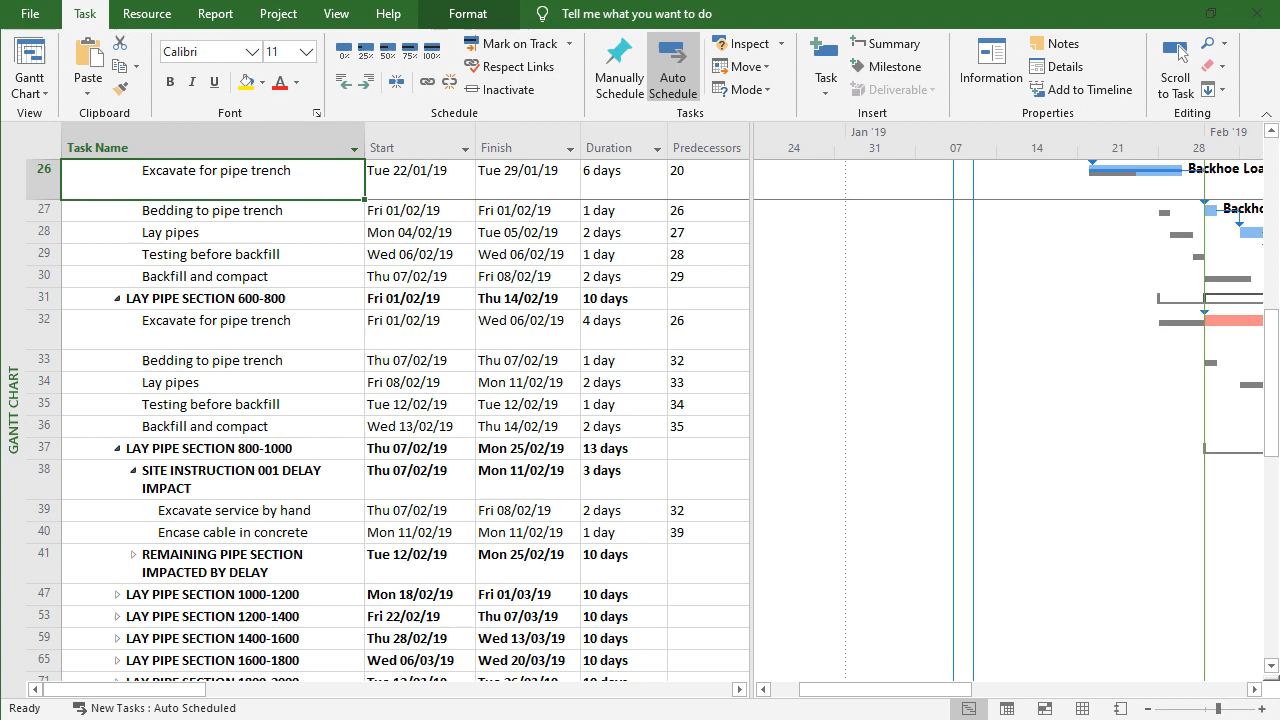 File Task Resource Report Project View Help Format Tell me what you want to do
Gantt Chart
View
Paste
Clipboard
Calibri 11
B I U A
Font
0% 25% 50% 75% 100%
Mark on Track
Respect Links
Inactivate
Schedule
Manually Schedule
Auto Schedule
Inspect
Move
Mode
Tasks
Task
Summary
Milestone
Deliverable
Insert
Information
Notes
Details
Add to Timeline
Properties
Scroll to Task
Editing
Jan '19 Feb '19
Task Name Start Finish Duration Predecessors 24 31 07 14 21 28
26 Excavate for pipe trench Tue 22/01/19 Tue 29/01/19 6 days 20 Backhoe Loa
27 Bedding to pipe trench Fri 01/02/19 Fri 01/02/19 1 day 26 Backho
28 Lay pipes Mon 04/02/19 Tue 05/02/19 2 days 27
29 Testing before backfill Wed 06/02/19 Wed 06/02/19 1 day 28
30 Backfill and compact Thu 07/02/19 Fri 08/02/19 2 days 29
31 LAY PIPE SECTION 600-800 Fri 01/02/19 Thu 14/02/19 10 days
32 Excavate for pipe trench Fri 01/02/19 Wed 06/02/19 4 days 26
33 Bedding to pipe trench Thu 07/02/19 Thu 07/02/19 1 day 32
34 Lay pipes Fri 08/02/19 Mon 11/02/19 2 days 33
35 Testing before backfill Tue 12/02/19 Tue 12/02/19 1 day 34
36 Backfill and compact Wed 13/02/19 Thu 14/02/19 2 days 35
37 LAY PIPE SECTION 800-1000 Thu 07/02/19 Mon 25/02/19 13 days
38 SITE INSTRUCTION 001 DELAY Thu 07/02/19 Mon 11/02/19 3 days
IMPACT
39 Excavate service by hand Thu 07/02/19 Fri 08/02/19 2 days 32
40 Encase cable in concrete Mon 11/02/19 Mon 11/02/19 1 day 39
41 REMAINING PIPE SECTION Tue 12/02/19 Mon 25/02/19 10 days
IMPACTED BY DELAY
47 LAY PIPE SECTION 1000-1200 Mon 18/02/19 Fri 01/03/19 10 days
53 LAY PIPE SECTION 1200-1400 Fri 22/02/19 Thu 07/03/19 10 days
59 LAY PIPE SECTION 1400-1600 Thu 28/02/19 Wed 13/03/19 10 days
65 LAY PIPE SECTION 1600-1800 Wed 06/03/19 Wed 20/03/19 10 days
GANTT CHART
Ready New Tasks : Auto Scheduled